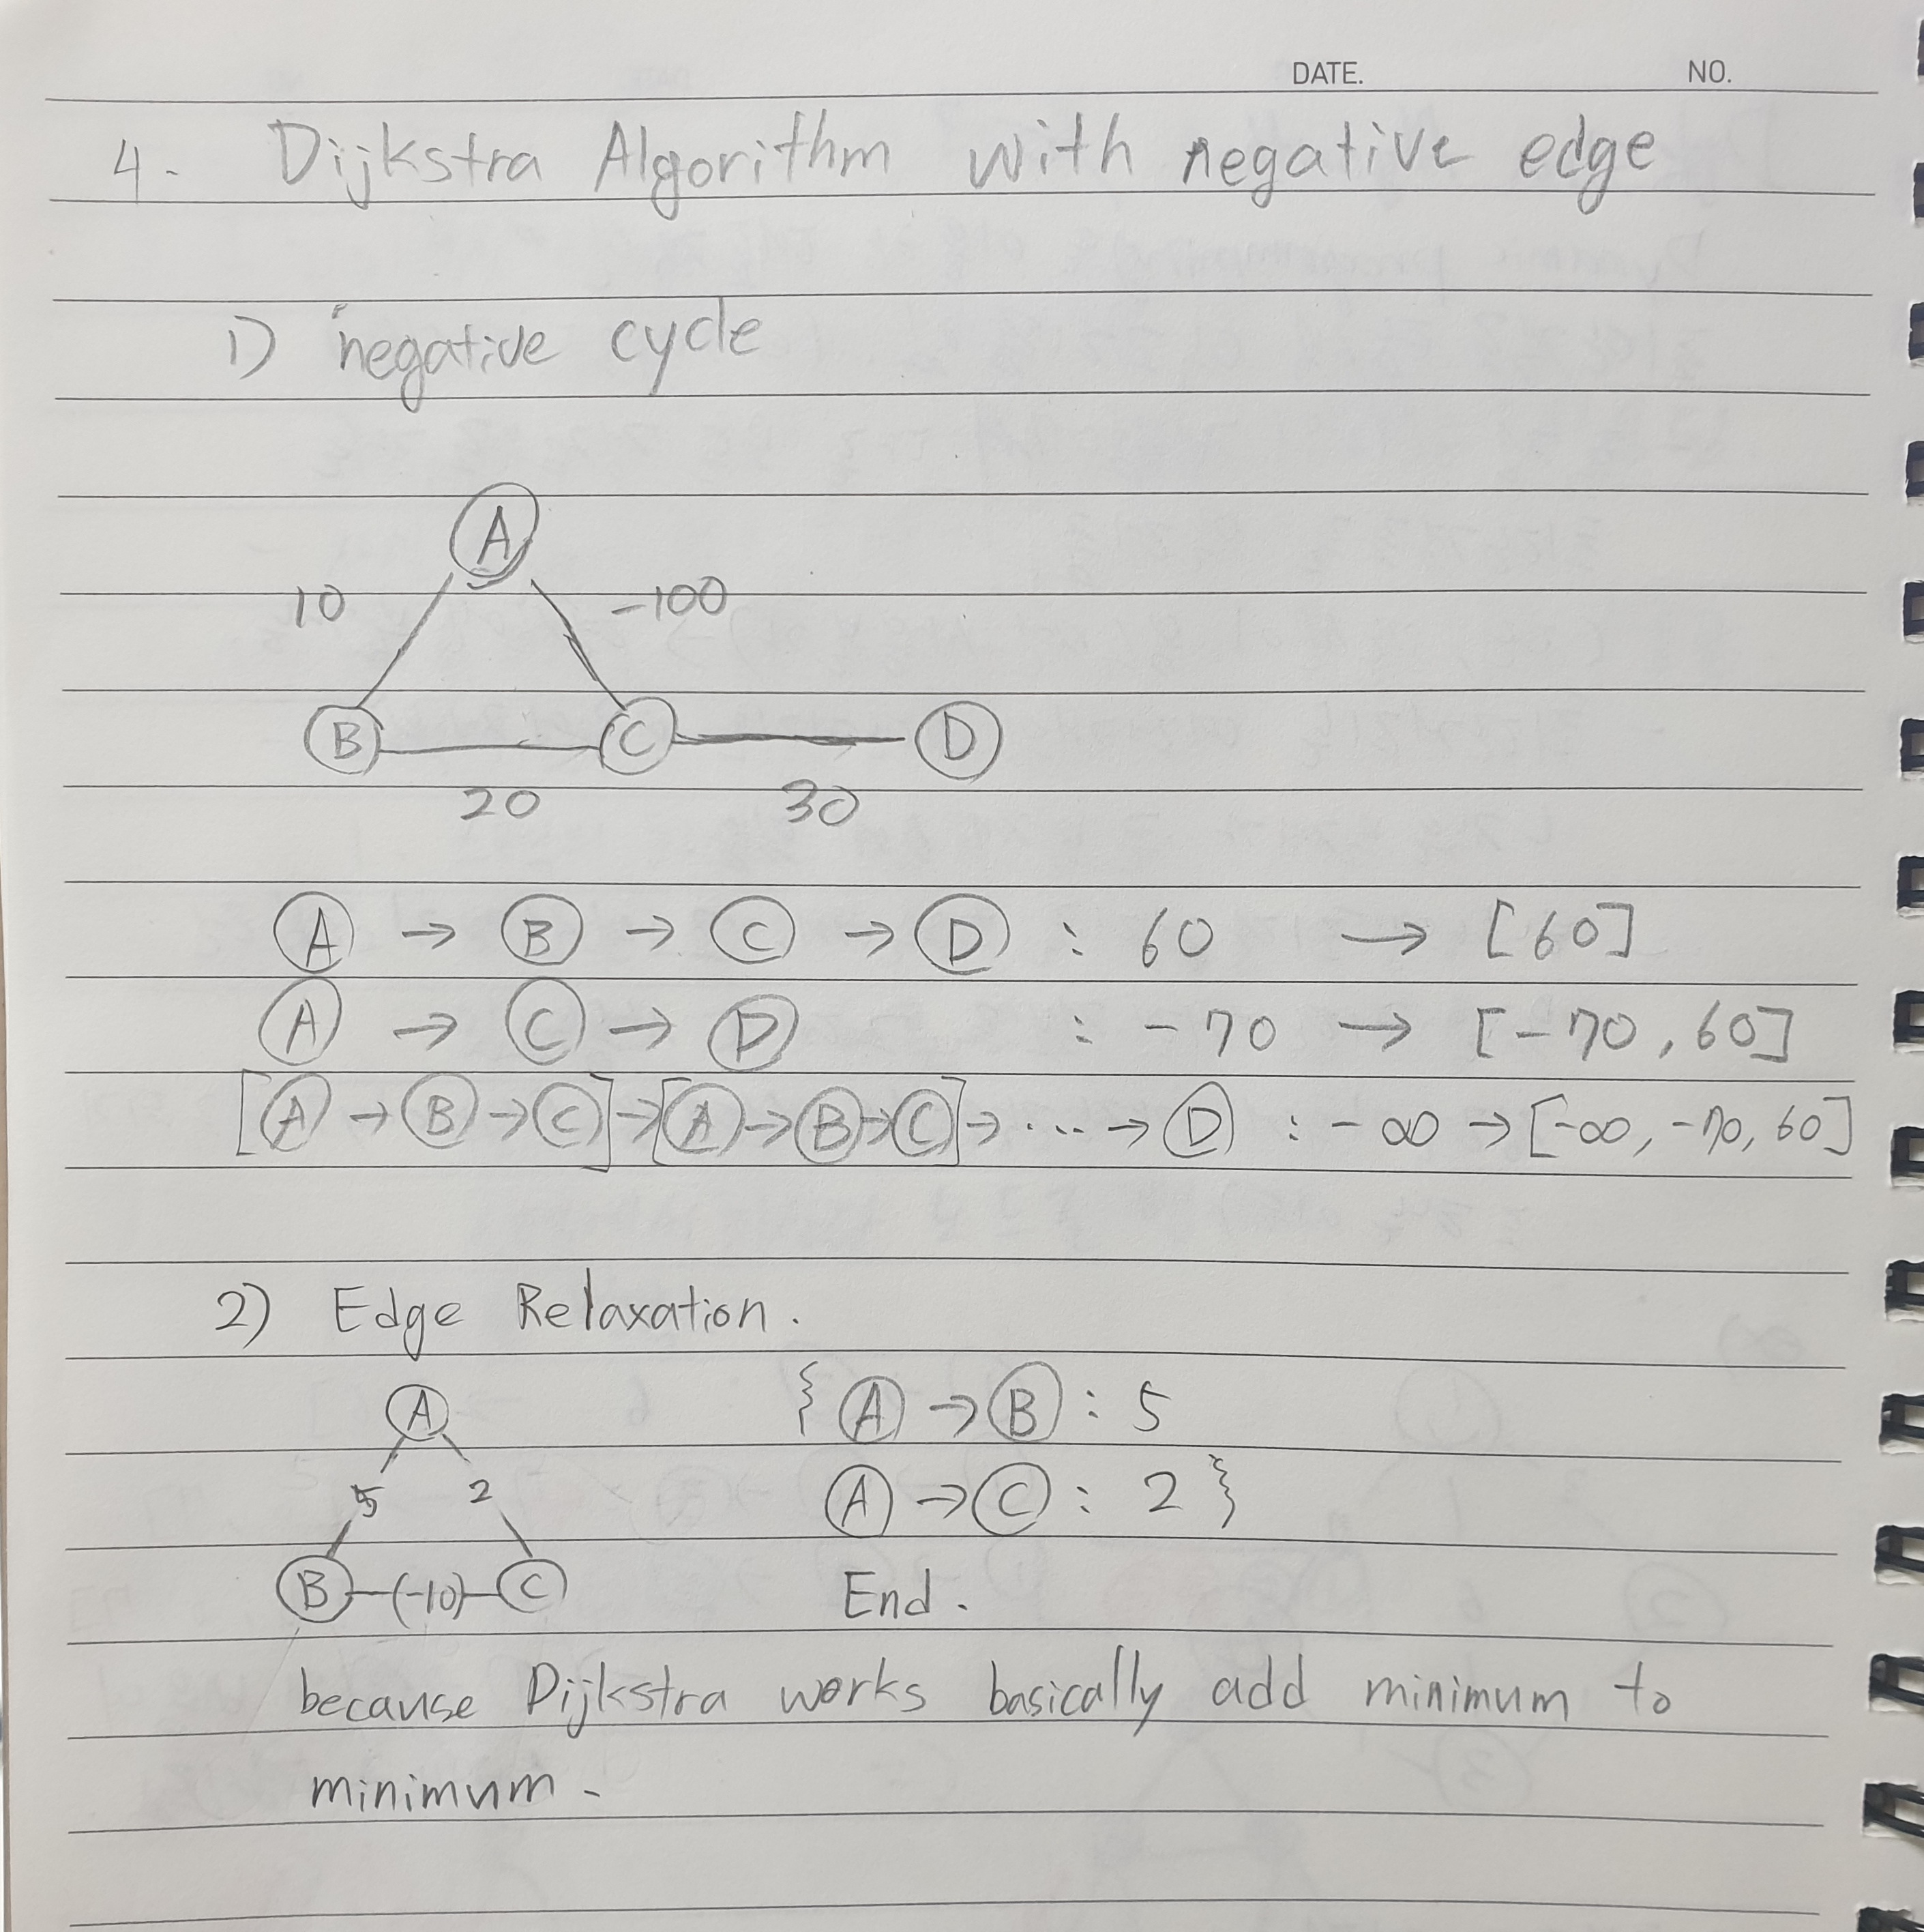 DATE. NO.
4. Dijkstra Algorithm with negative edge
1) negative cycle
A
10 -100
B C D
20 30
A → B → C → D : 60 → [60]
A → C → D : -70 → [-70, 60]
[A → B → C] → [A → B → C] → ... → D : -∞ → [-∞, -70, 60]
2) Edge Relaxation.
A { A → B : 5
5 2 A → C : 2 }
B (-10) C End.
because Dijkstra works basically add minimum to
minimum.